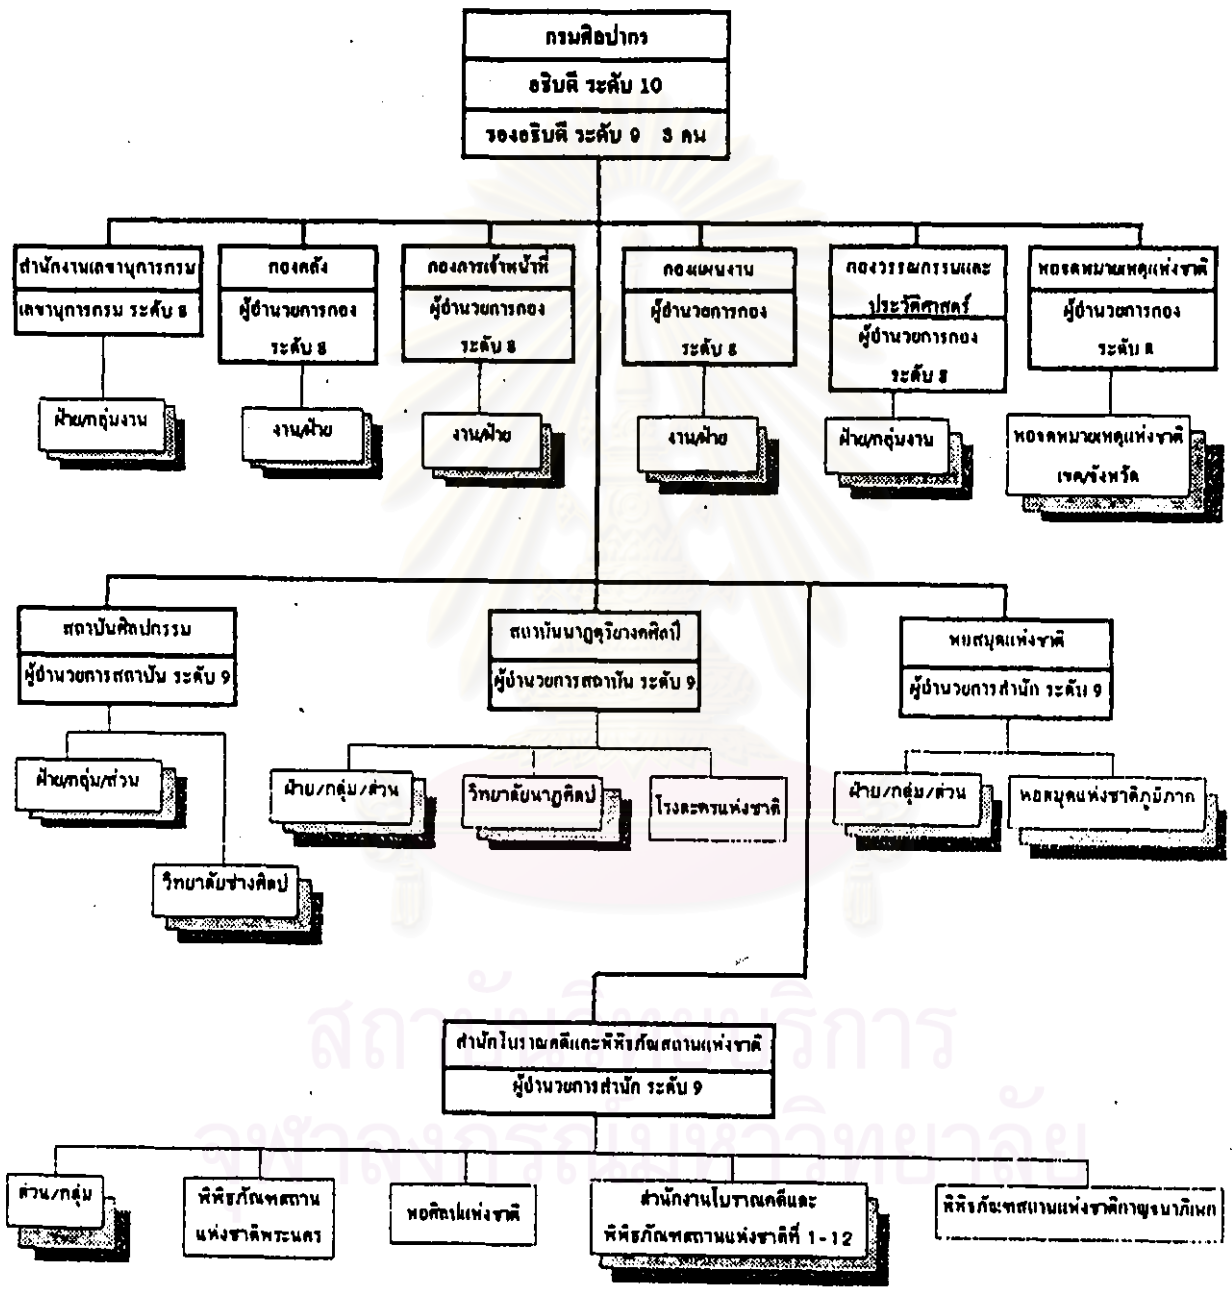 กรมศิลปากร
อธิบดี ระดับ 10
รองอธิบดี ระดับ 9 3 คน
สำนักงานเลขานุการกรม
เลขานุการกรม ระดับ 8
ฝ่าย/กลุ่มงาน
กองคลัง
ผู้อำนวยการกอง
ระดับ 8
งาน/ฝ่าย
กองการเจ้าหน้าที่
ผู้อำนวยการกอง
ระดับ 8
งาน/ฝ่าย
กองแผนงาน
ผู้อำนวยการกอง
ระดับ 8
งาน/ฝ่าย
กองวรรณกรรมและ
ประวัติศาสตร์
ผู้อำนวยการกอง
ระดับ 8
ฝ่าย/กลุ่มงาน
หอจดหมายเหตุแห่งชาติ
ผู้อำนวยการกอง
ระดับ 8
หอจดหมายเหตุแห่งชาติ
เขต/จังหวัด
สถาบันศิลปกรรม
ผู้อำนวยการสถาบัน ระดับ 9
ฝ่าย/กลุ่ม/ส่วน
วิทยาลัยช่างศิลป
สถาบันนาฏดุริยางคศิลป์
ผู้อำนวยการสถาบัน ระดับ 9
ฝ่าย/กลุ่ม/ส่วน
วิทยาลัยนาฏศิลป
โรงละครแห่งชาติ
หอสมุดแห่งชาติ
ผู้อำนวยการสำนัก ระดับ 9
ฝ่าย/กลุ่ม/ส่วน
หอสมุดแห่งชาติภูมิภาค
สถาบันวิทยบริการ
สำนักโบราณคดีและพิพิธภัณฑสถานแห่งชาติ
ผู้อำนวยการสำนัก ระดับ 9
จุฬาลงกรณ์มหาวิทยาลัย
ส่วน/กลุ่ม
พิพิธภัณฑสถาน
แห่งชาติพระนคร
หอศิลปแห่งชาติ
สำนักงานโบราณคดีและ
พิพิธภัณฑสถานแห่งชาติที่ 1-12
พิพิธภัณฑสถานแห่งชาติกาญจนาภิเษก